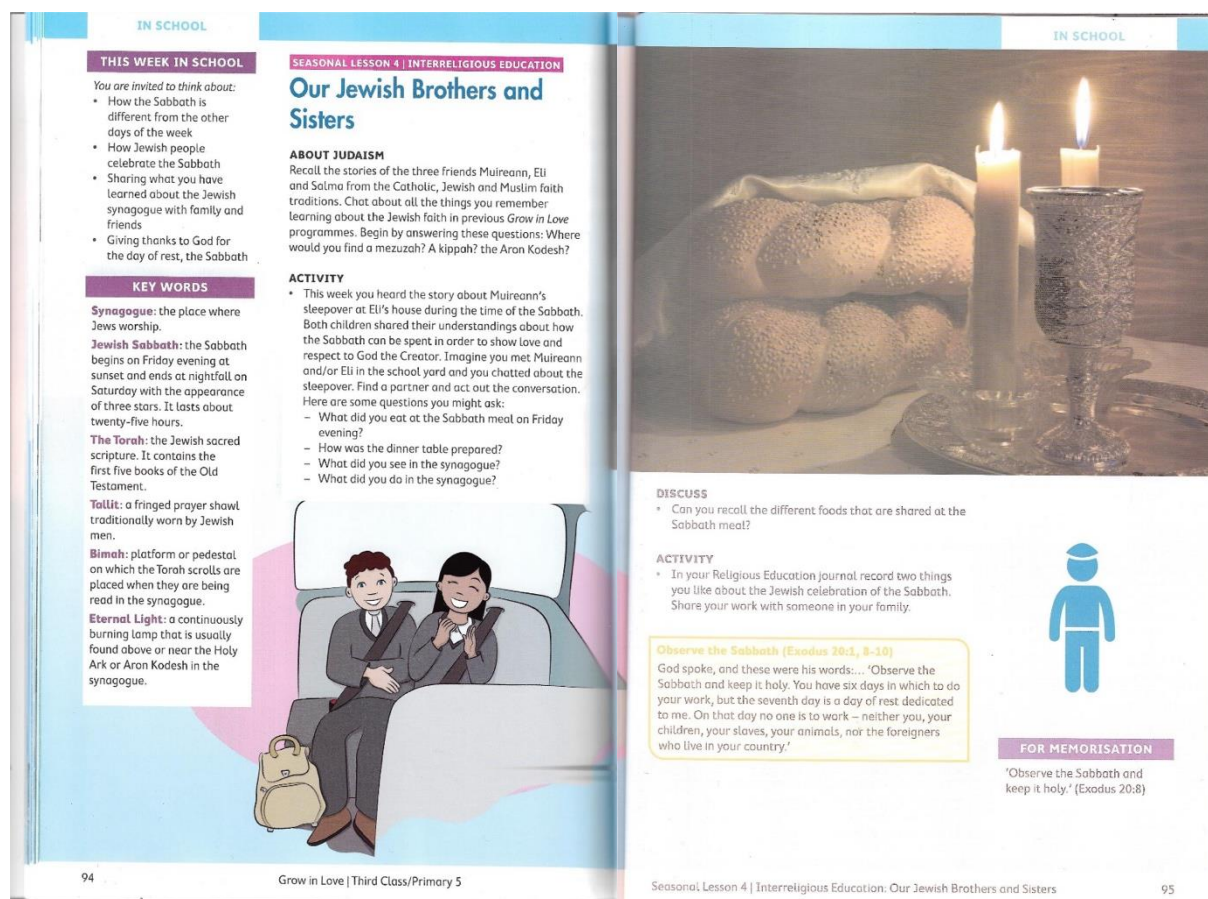 IN SCHOOL
THIS WEEK IN SCHOOL
You are invited to think about:
• How the Sabbath is
different from the other
days of the week
• How Jewish people
celebrate the Sabbath
• Sharing what you have
learned about the Jewish
synagogue with family and
friends
• Giving thanks to God for
the day of rest, the Sabbath
KEY WORDS
Synagogue: the place where
Jews worship.
Jewish Sabbath: the Sabbath
begins on Friday evening at
sunset and ends at nightfall on
Saturday with the appearance
of three stars. It lasts about
twenty-five hours.
The Torah: the Jewish sacred
scripture. It contains the
first five books of the Old
Testament.
Tallit: a fringed prayer shawl
traditionally worn by Jewish
men.
Bimah: platform or pedestal
on which the Torah scrolls are
placed when they are being
read in the synagogue.
Eternal Light: a continuously
burning lamp that is usually
found above or near the Holy
Ark or Aron Kodesh in the
synagogue.
SEASONAL LESSON 4 | INTERRELIGIOUS EDUCATION
Our Jewish Brothers and
Sisters
ABOUT JUDAISM
Recall the stories of the three friends Muireann, Eli
and Salma from the Catholic, Jewish and Muslim faith
traditions. Chat about all the things you remember
learning about the Jewish faith in previous Grow in Love
programmes. Begin by answering these questions: Where
would you find a mezuzah? A kippah? the Aron Kodesh?
ACTIVITY
• This week you heard the story about Muireann's
sleepover at Eli's house during the time of the Sabbath.
Both children shared their understandings about how
the Sabbath can be spent in order to show love and
respect to God the Creator. Imagine you met Muireann
and/or Eli in the school yard and you chatted about the
sleepover. Find a partner and act out the conversation.
Here are some questions you might ask:
– What did you eat at the Sabbath meal on Friday
evening?
– How was the dinner table prepared?
– What did you see in the synagogue?
– What did you do in the synagogue?
94
Grow in Love | Third Class/Primary 5
IN SCHOOL
DISCUSS
• Can you recall the different foods that are shared at the
Sabbath meal?
ACTIVITY
• In your Religious Education journal record two things
you like about the Jewish celebration of the Sabbath.
Share your work with someone in your family.
Observe the Sabbath (Exodus 20:1, 8–10)
God spoke, and these were his words:... 'Observe the
Sabbath and keep it holy. You have six days in which to do
your work, but the seventh day is a day of rest dedicated
to me. On that day no one is to work – neither you, your
children, your slaves, your animals, nor the foreigners
who live in your country.'
FOR MEMORISATION
'Observe the Sabbath and
keep it holy.' (Exodus 20:8)
Seasonal Lesson 4 | Interreligious Education: Our Jewish Brothers and Sisters
95